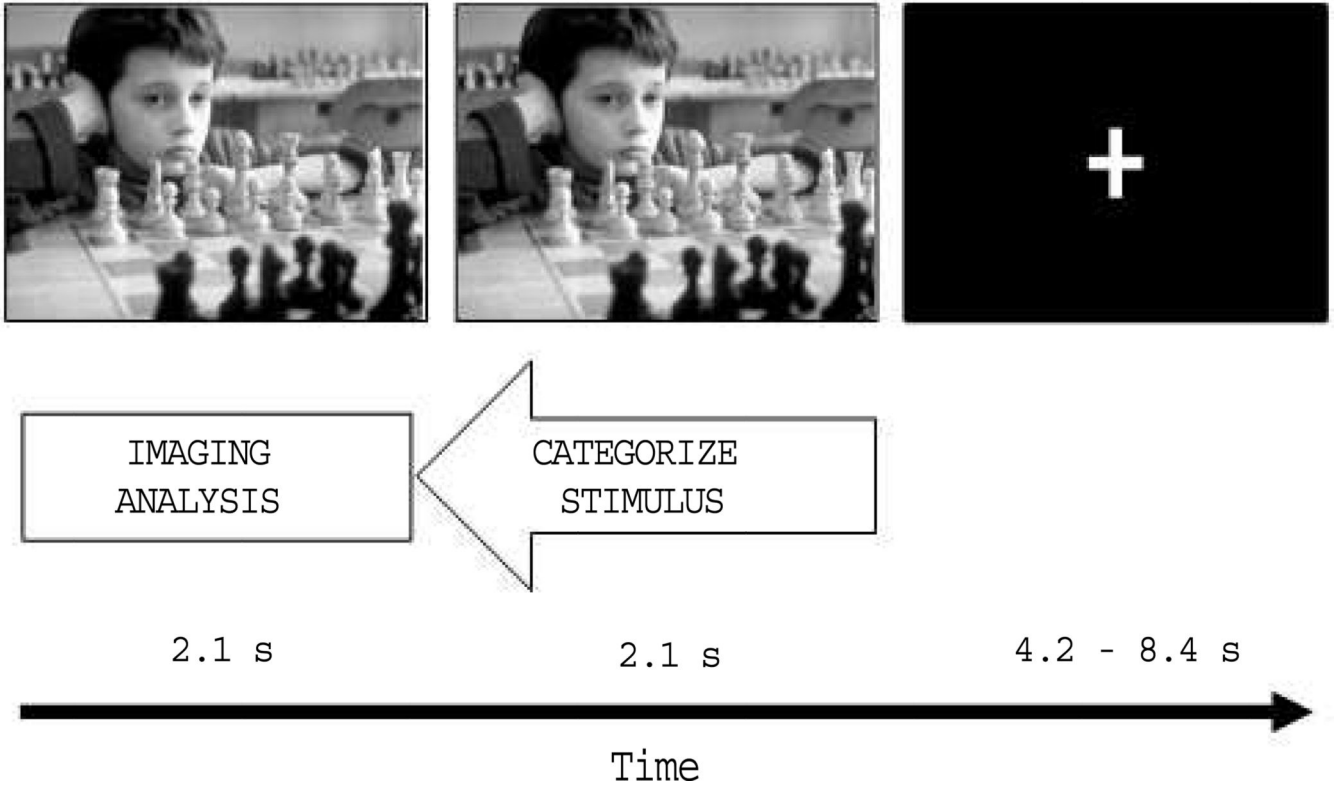 IMAGING
ANALYSIS
CATEGORIZE
STIMULUS
2.1 s
2.1 s
4.2 - 8.4 s
Time